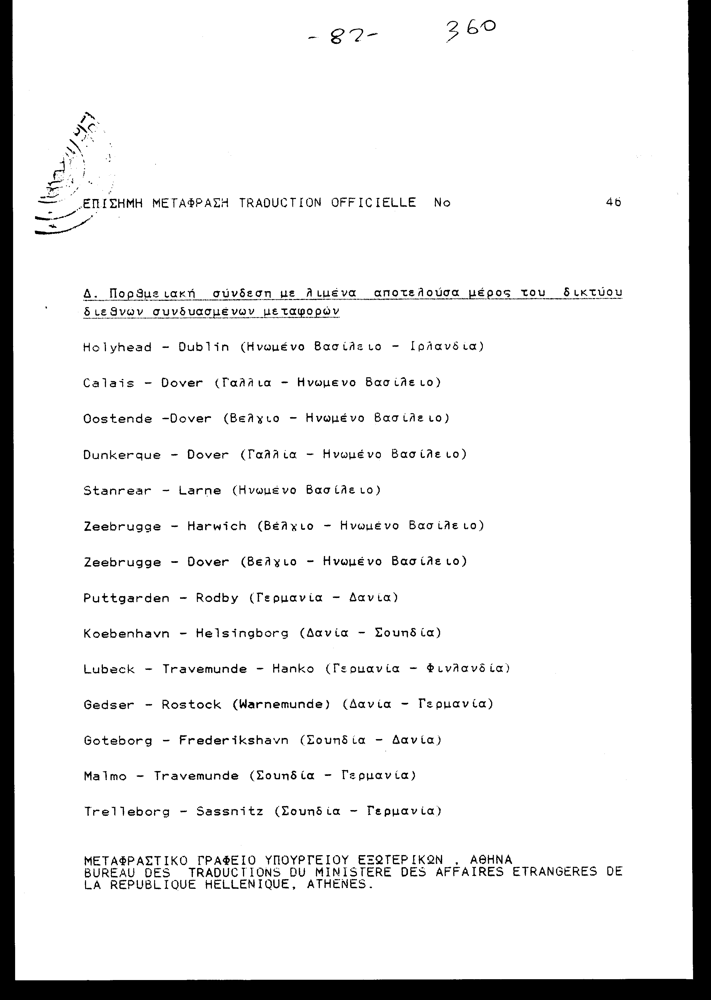 - 82 - 360
ΕΠΙΣΗΜΗ ΜΕΤΑΦΡΑΣΗ TRADUCTION OFFICIELLE No 46
Δ. Πορθμειακή σύνδεση με λιμένα αποτελούσα μέρος του δικτύου
διεθνων συνδυασμένων μεταφορών
Holyhead - Dublin (Ηνωμένο Βασίλειο - Ιρλανδία)
Calais - Dover (Γαλλια - Ηνωμενο Βασίλειο)
Oostende -Dover (Βελγιο - Ηνωμένο Βασίλειο)
Dunkerque - Dover (Γαλλία - Ηνωμένο Βασίλειο)
Stanrear - Larne (Ηνωμένο Βασίλειο)
Zeebrugge - Harwich (Βέλγιο - Ηνωμένο Βασίλειο)
Zeebrugge - Dover (Βέλγιο - Ηνωμένο Βασίλειο)
Puttgarden - Rodby (Γερμανία - Δανία)
Koebenhavn - Helsingborg (Δανία - Σουηδία)
Lubeck - Travemunde - Hanko (Γερμανία - Φινλανδία)
Gedser - Rostock (Warnemunde) (Δανία - Γερμανία)
Goteborg - Frederikshavn (Σουηδία - Δανία)
Malmo - Travemunde (Σουηδία - Γερμανία)
Trelleborg - Sassnitz (Σουηδία - Γερμανία)
ΜΕΤΑΦΡΑΣΤΙΚΟ ΓΡΑΦΕΙΟ ΥΠΟΥΡΓΕΙΟΥ ΕΞΩΤΕΡΙΚΩΝ , ΑΘΗΝΑ
BUREAU DES TRADUCTIONS DU MINISTERE DES AFFAIRES ETRANGERES DE
LA REPUBLIQUE HELLENIQUE, ATHENES.